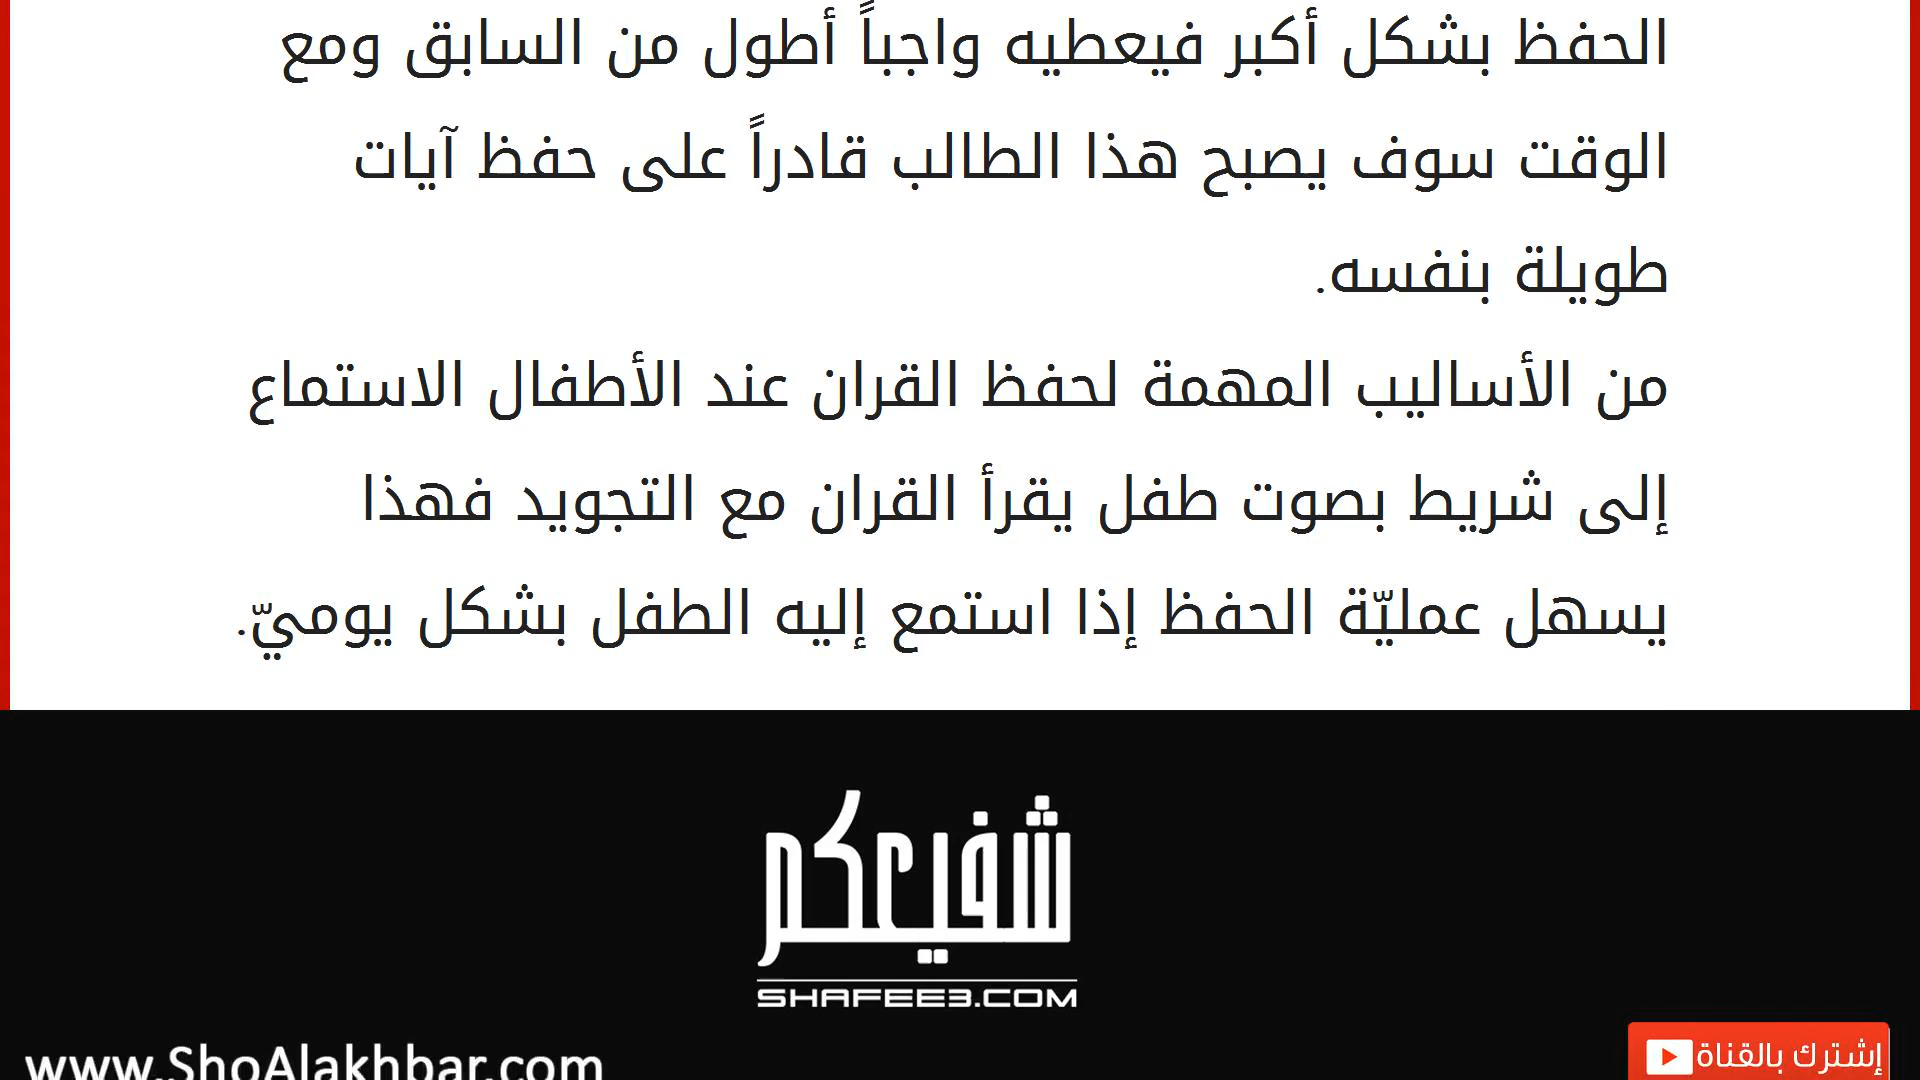 الحفظ بشكل أكبر فيعطيه واجباً أطول من السابق ومع
الوقت سوف يصبح هذا الطالب قادراً على حفظ آيات
طويلة بنفسه.
من الأساليب المهمة لحفظ القران عند الأطفال الاستماع
إلى شريط بصوت طفل يقرأ القران مع التجويد فهذا
يسهل عمليّة الحفظ إذا استمع إليه الطفل بشكل يوميّ.
شفيعكم
SHAFEE3.COM
www.ShoAlakhbar.com
إشترك بالقناة